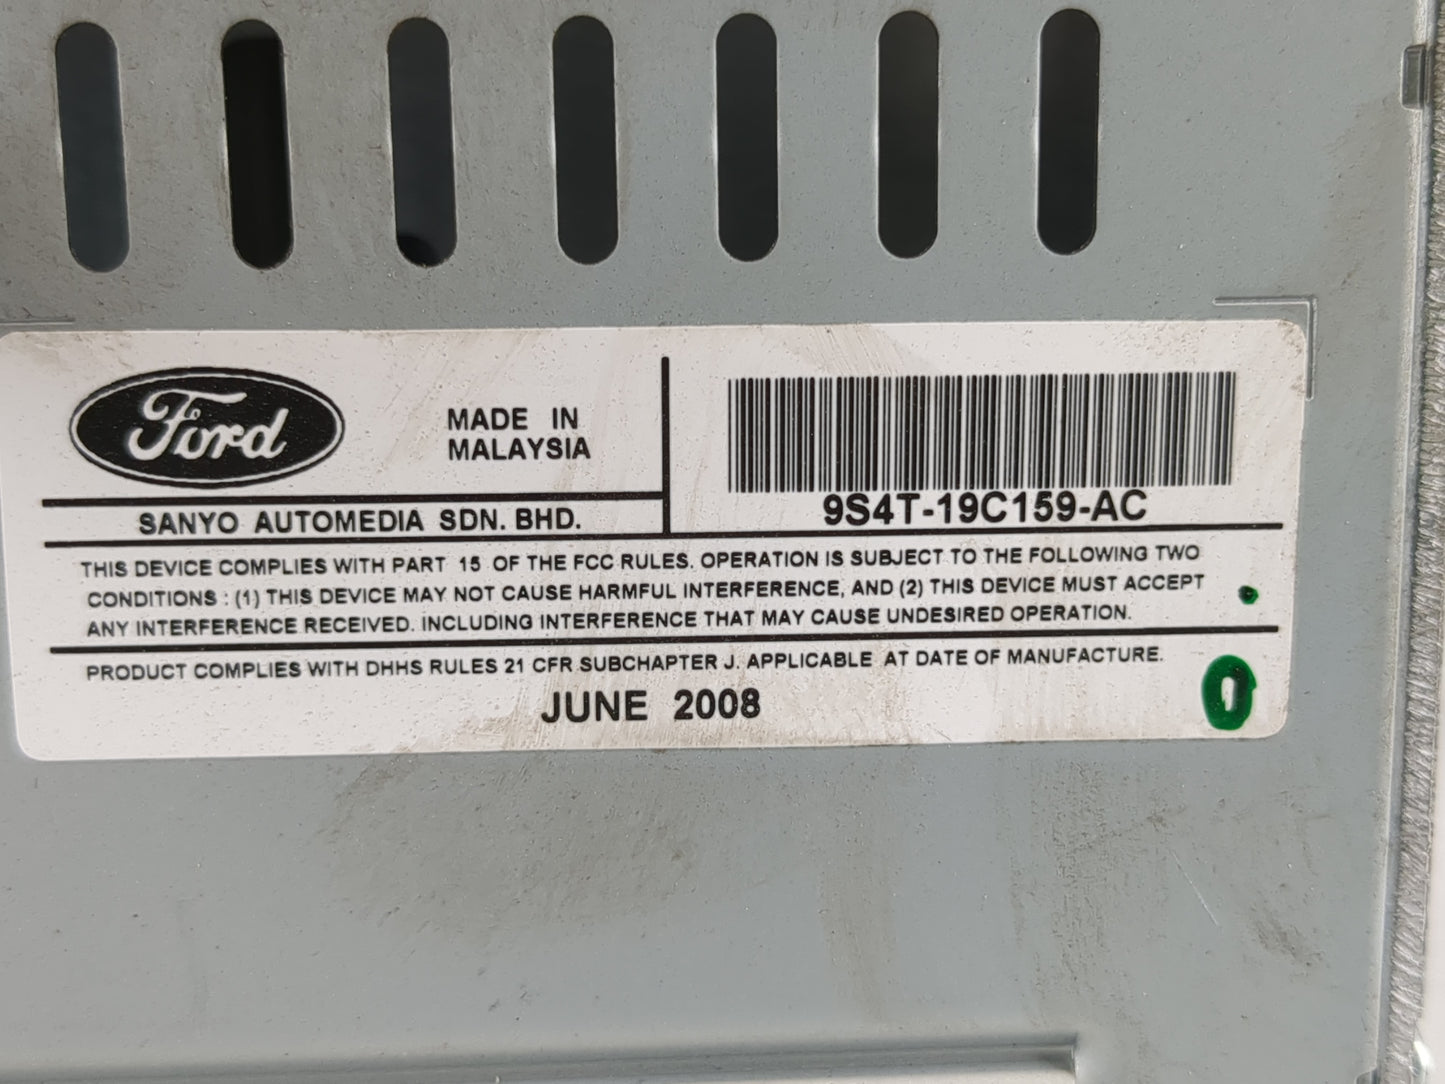 Ford
MADE IN
MALAYSIA
9S4T-19C159-AC
SANYO AUTOMEDIA SDN. BHD.
THIS DEVICE COMPLIES WITH PART 15 OF THE FCC RULES. OPERATION IS SUBJECT TO THE FOLLOWING TWO
CONDITIONS : (1) THIS DEVICE MAY NOT CAUSE HARMFUL INTERFERENCE, AND (2) THIS DEVICE MUST ACCEPT
ANY INTERFERENCE RECEIVED. INCLUDING INTERFERENCE THAT MAY CAUSE UNDESIRED OPERATION.
PRODUCT COMPLIES WITH DHHS RULES 21 CFR SUBCHAPTER J. APPLICABLE AT DATE OF MANUFACTURE.
JUNE 2008
0